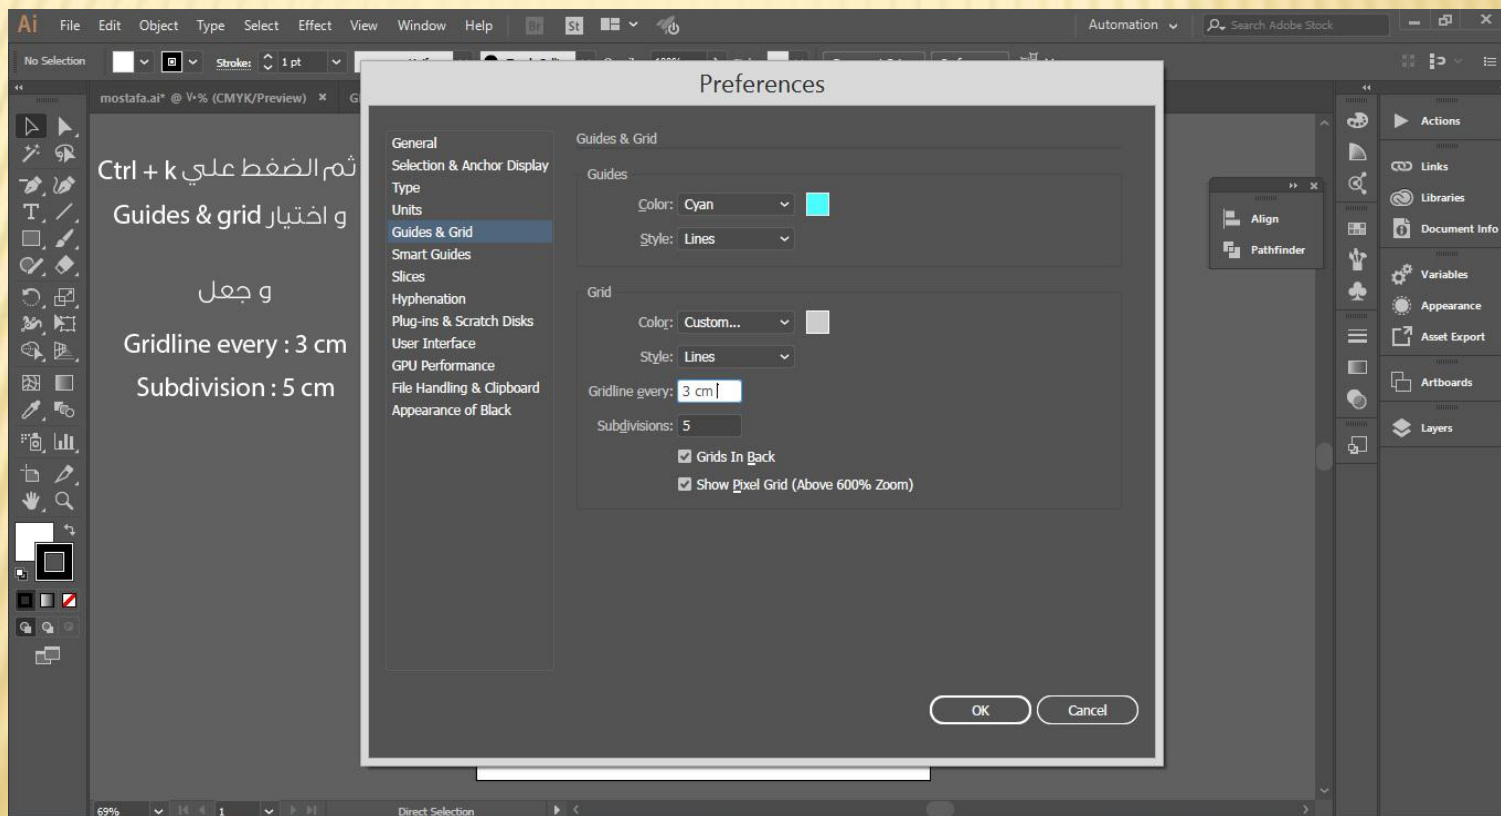 Ai File Edit Object Type Select Effect View Window Help Br St Automation Search Adobe Stock
No Selection Stroke: 1 pt
mostafa.ai* @ ٧٠% (CMYK/Preview) ×
Preferences
ثم الضغط علي Ctrl + k
و اختيار Guides & grid
و جعل
Gridline every : 3 cm
Subdivision : 5 cm
General
Selection & Anchor Display
Type
Units
Guides & Grid
Smart Guides
Slices
Hyphenation
Plug-ins & Scratch Disks
User Interface
GPU Performance
File Handling & Clipboard
Appearance of Black
Guides & Grid
Guides
Color: Cyan
Style: Lines
Grid
Color: Custom...
Style: Lines
Gridline every: 3 cm
Subdivisions: 5
Grids In Back
Show Pixel Grid (Above 600% Zoom)
OK Cancel
Align
Pathfinder
Actions
Links
Libraries
Document Info
Variables
Appearance
Asset Export
Artboards
Layers
69% 1 Direct Selection